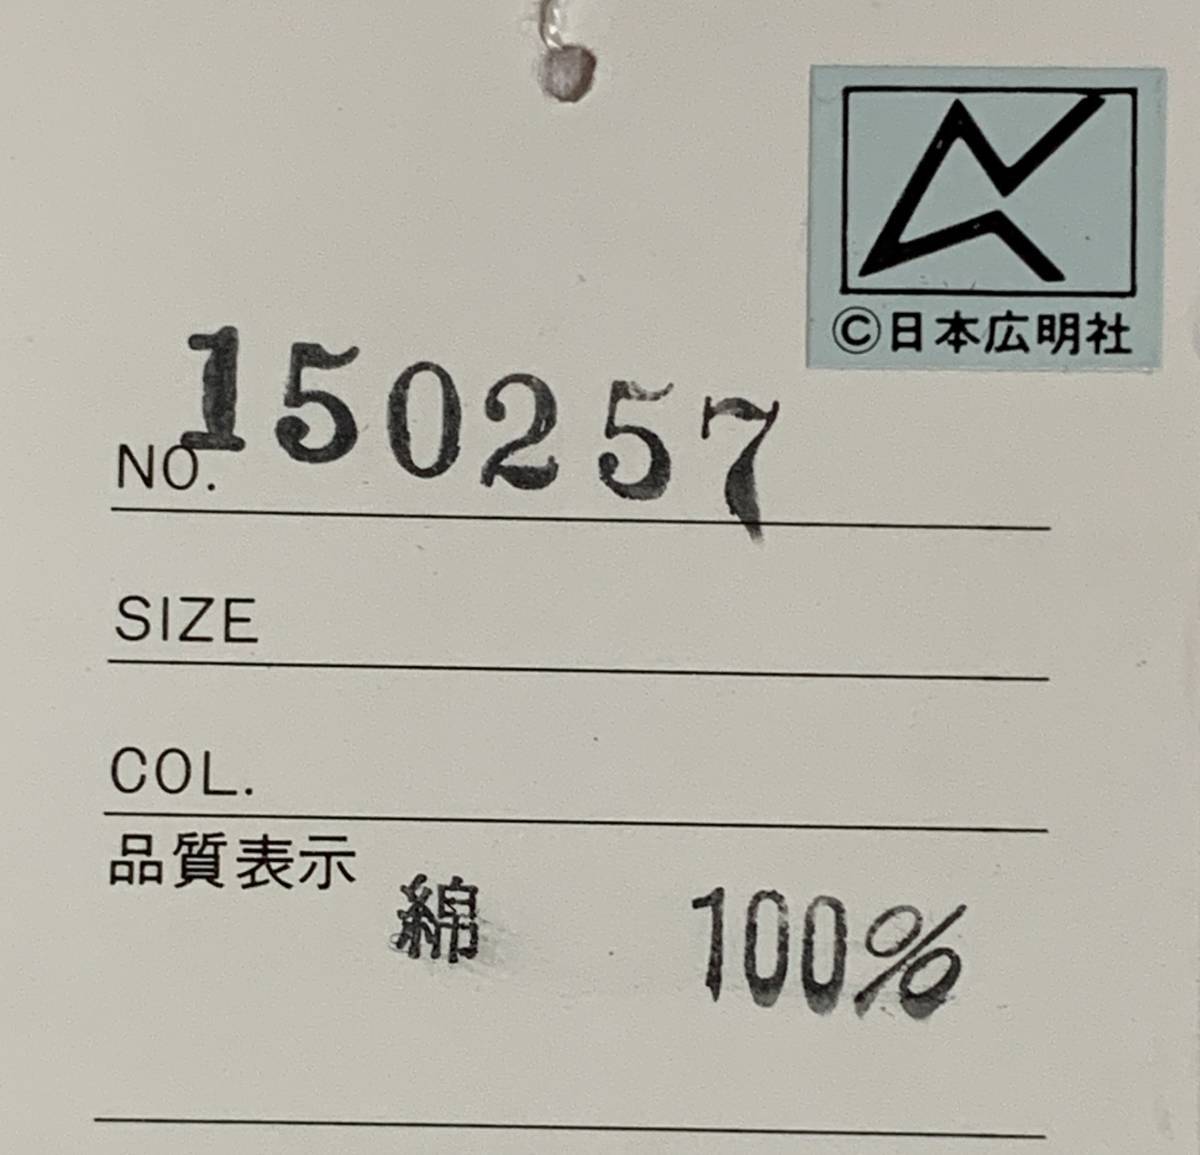 ©日本広明社
NO. 150257
SIZE
COL.
品質表示
綿 100%